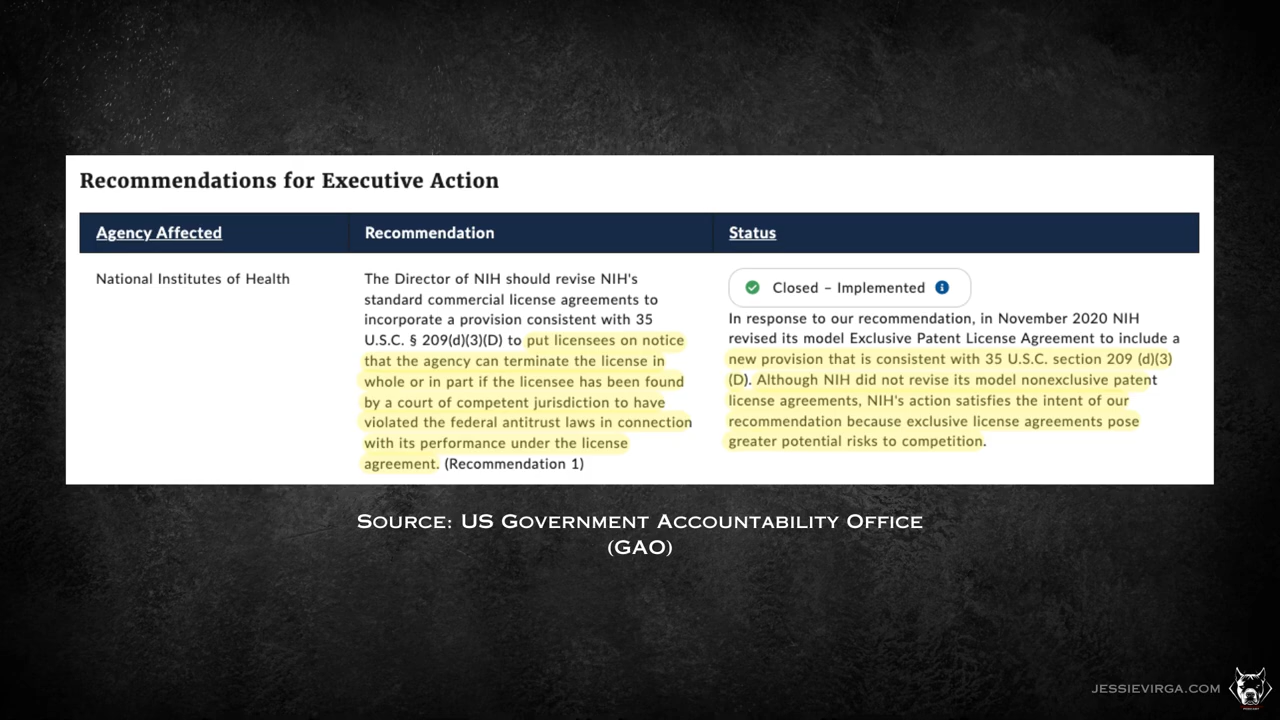 Recommendations for Executive Action
Agency Affected
Recommendation
Status
National Institutes of Health
The Director of NIH should revise NIH's
standard commercial license agreements to
incorporate a provision consistent with 35
U.S.C. § 209(d)(3)(D) to put licensees on notice
that the agency can terminate the license in
whole or in part if the licensee has been found
by a court of competent jurisdiction to have
violated the federal antitrust laws in connection
with its performance under the license
agreement. (Recommendation 1)
Closed – Implemented
In response to our recommendation, in November 2020 NIH
revised its model Exclusive Patent License Agreement to include a
new provision that is consistent with 35 U.S.C. section 209 (d)(3)
(D). Although NIH did not revise its model nonexclusive patent
license agreements, NIH's action satisfies the intent of our
recommendation because exclusive license agreements pose
greater potential risks to competition.
Source: US Government Accountability Office
(GAO)
JESSIEVIRGA.COM